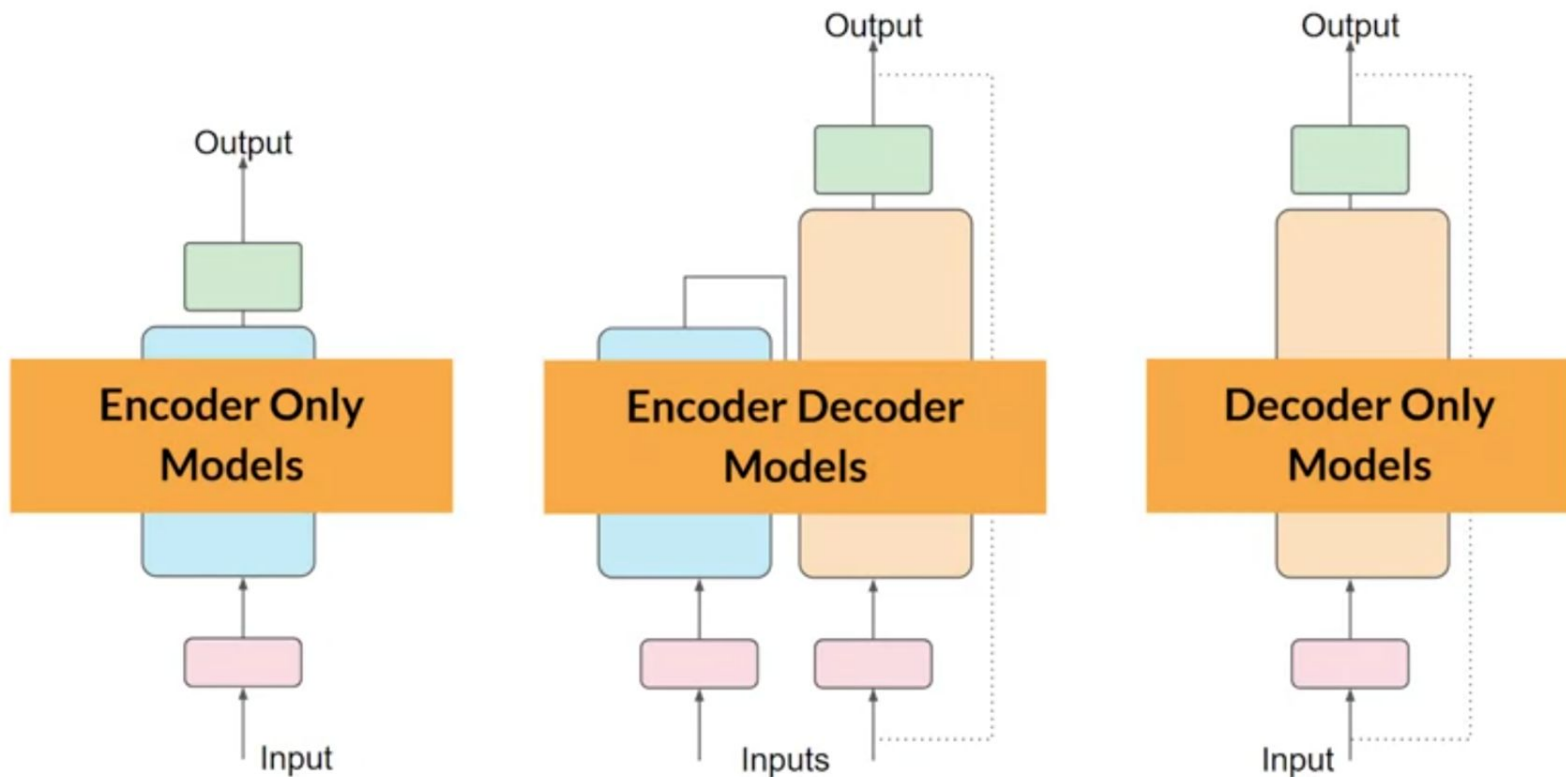 Output
Output
Output
Encoder Only
Models
Encoder Decoder
Models
Decoder Only
Models
Input
Inputs
Input